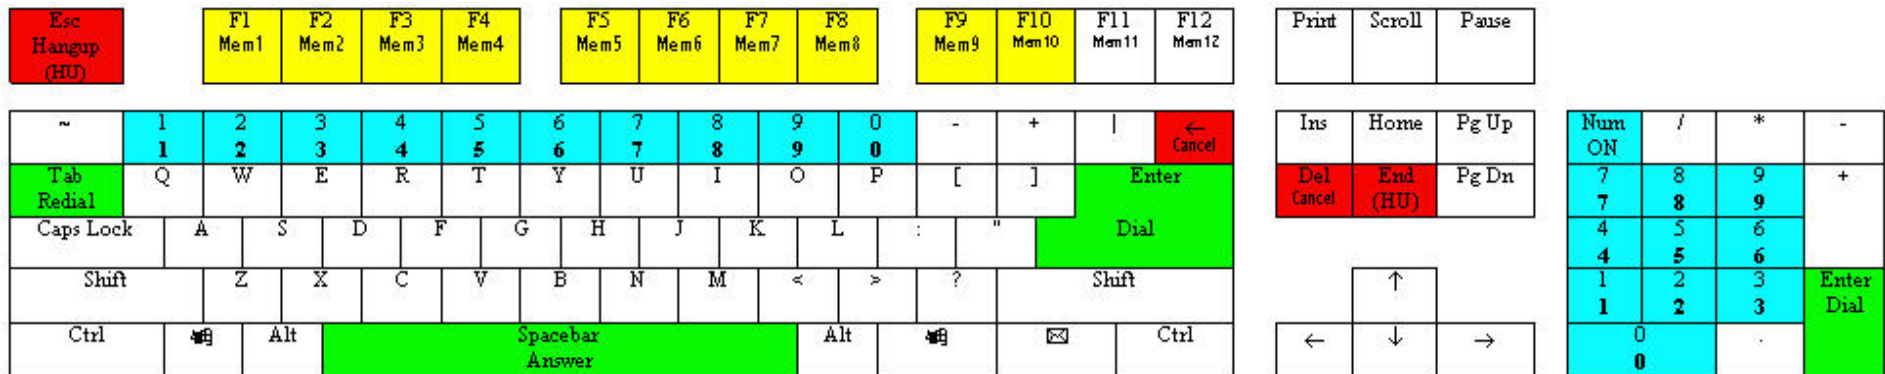 Esc F1 F2 F3 F4 F5 F6 F7 F8 F9 F10 F11 F12 Print Scroll Pause
Hangup Mem1 Mem2 Mem3 Mem4 Mem5 Mem6 Mem7 Mem8 Mem9 Mem10 Mem11 Mem12
(HU)
~ 1 2 3 4 5 6 7 8 9 0 - + | ← Ins Home Pg Up Num / * -
1 2 3 4 5 6 7 8 9 0 Cancel ON
Tab Q W E R T Y U I O P [ ] Enter Del End Pg Dn 7 8 9 +
Redial Cancel (HU) 7 8 9
Caps Lock A S D F G H J K L : " Dial 4 5 6
4 5 6
Shift Z X C V B N M < > ? Shift ↑ 1 2 3 Enter
1 2 3 Dial
Ctrl Alt Spacebar Alt Ctrl ← ↓ → 0 .
Answer 0